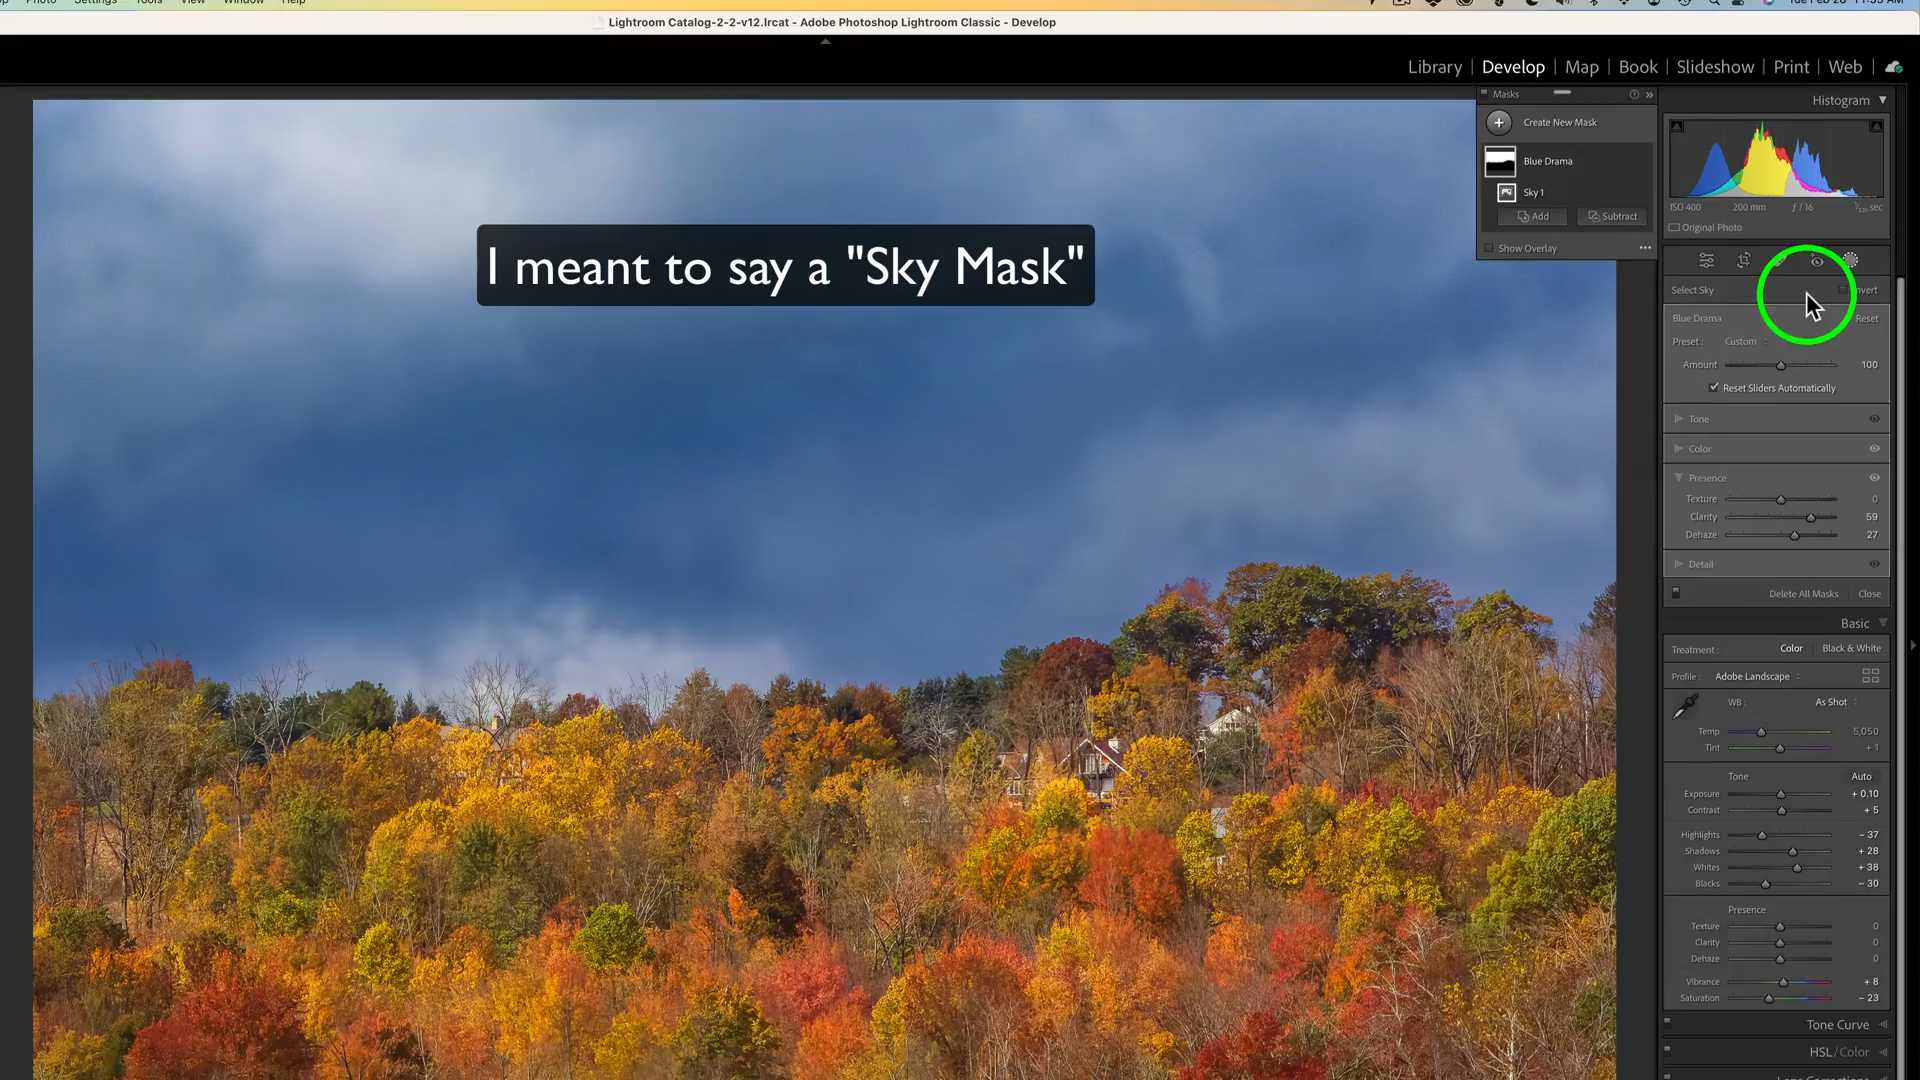 Photo Settings Tools View Window Help
Lightroom Catalog-2-2-v12.lrcat - Adobe Photoshop Lightroom Classic - Develop
Library | Develop | Map | Book | Slideshow | Print | Web
Masks
Create New Mask
Blue Drama
Sky 1
Add Subtract
Show Overlay
I meant to say a "Sky Mask"
Histogram
ISO 400 200 mm ƒ / 16
Original Photo
Select Sky
Blue Drama Reset
Preset : Custom
Amount 100
Reset Sliders Automatically
Tone
Color
Presence
Texture 0
Clarity 59
Dehaze 27
Detail
Delete All Masks Close
Basic
Treatment : Color Black & White
Profile : Adobe Landscape
WB : As Shot
Temp 5,050
Tint + 1
Tone Auto
Exposure + 0.10
Contrast + 5
Highlights − 37
Shadows + 28
Whites + 38
Blacks − 30
Presence
Texture 0
Clarity 0
Dehaze 0
Vibrance + 8
Saturation − 23
Tone Curve
HSL / Color